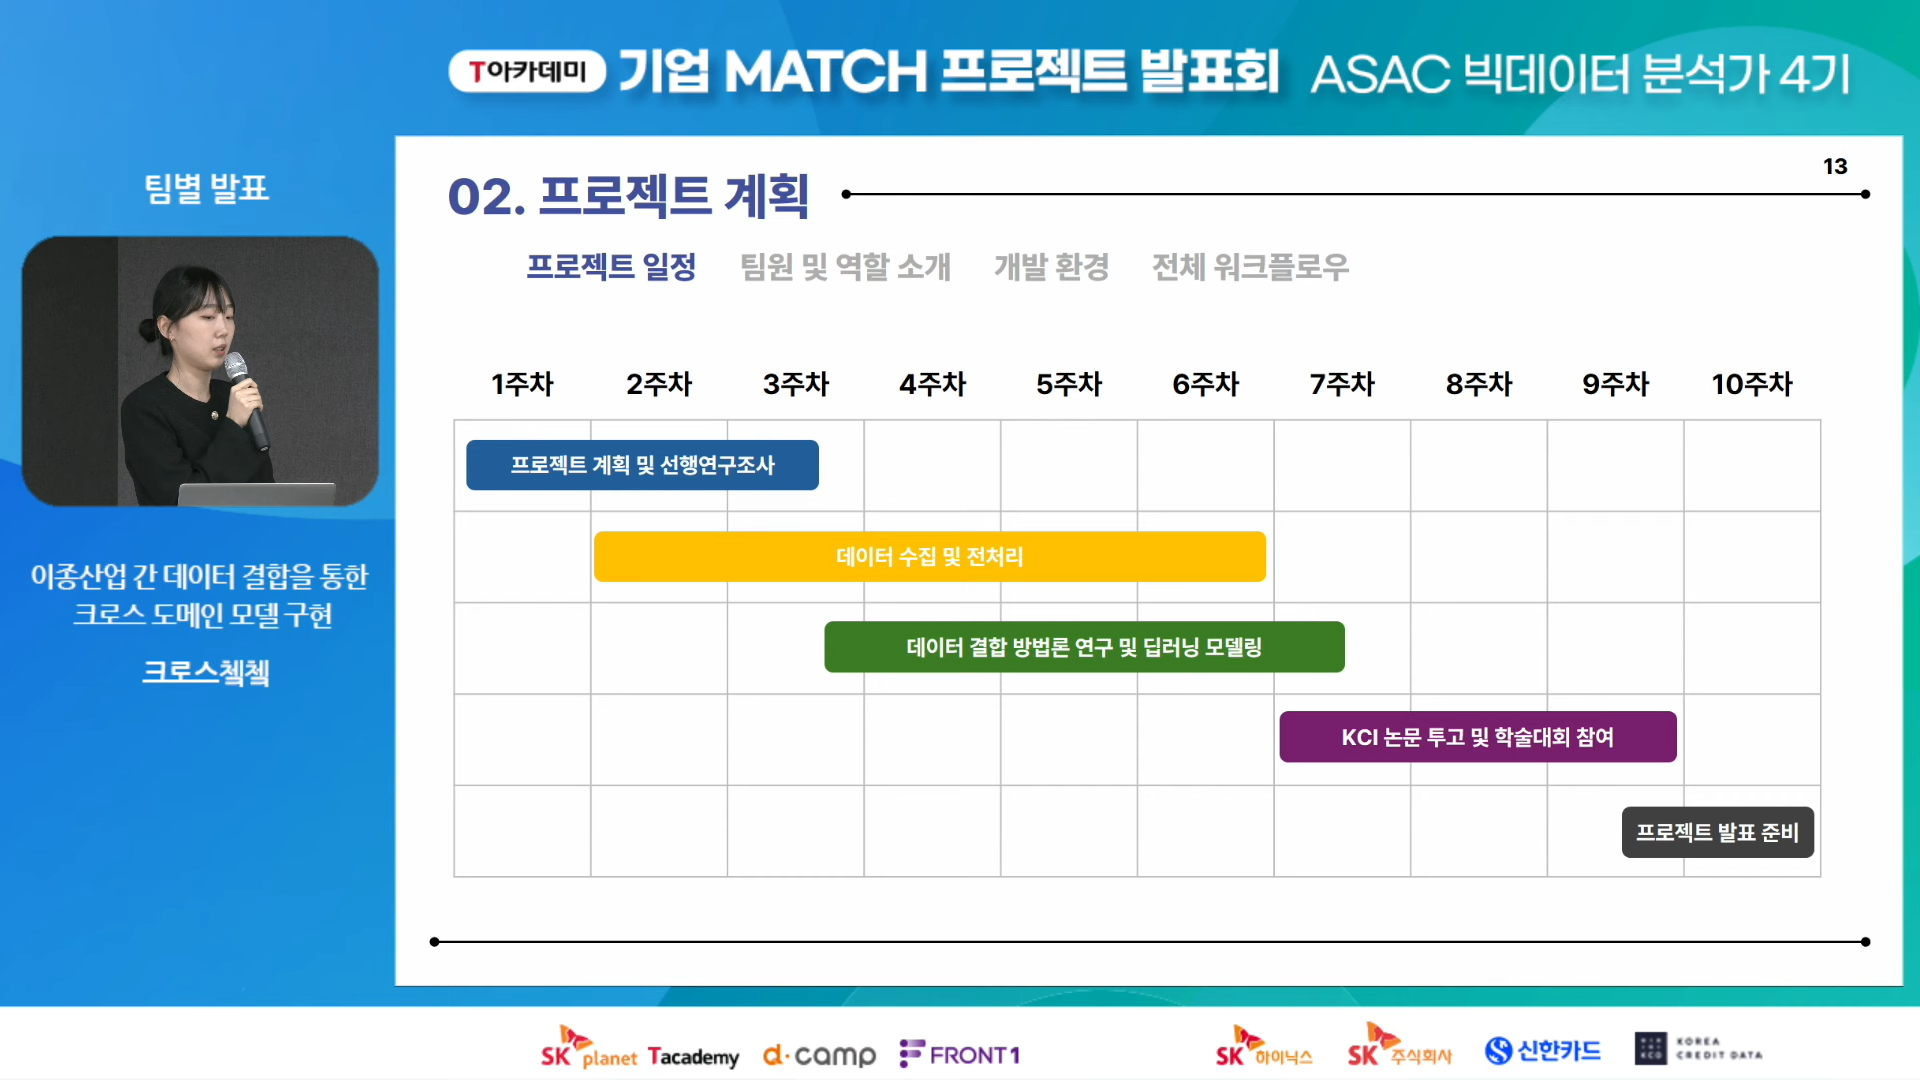 T아카데미 기업 MATCH 프로젝트 발표회 ASAC 빅데이터 분석가 4기
팀별 발표
이종산업 간 데이터 결합을 통한
크로스 도메인 모델 구현
크로스쳌쳌
13
02. 프로젝트 계획
프로젝트 일정 팀원 및 역할 소개 개발 환경 전체 워크플로우
1주차 2주차 3주차 4주차 5주차 6주차 7주차 8주차 9주차 10주차
프로젝트 계획 및 선행연구조사
데이터 수집 및 전처리
데이터 결합 방법론 연구 및 딥러닝 모델링
KCI 논문 투고 및 학술대회 참여
프로젝트 발표 준비
SK planet Tacademy d·camp FRONT1 SK 하이닉스 SK 주식회사 신한카드 KCD KOREA
CREDIT DATA